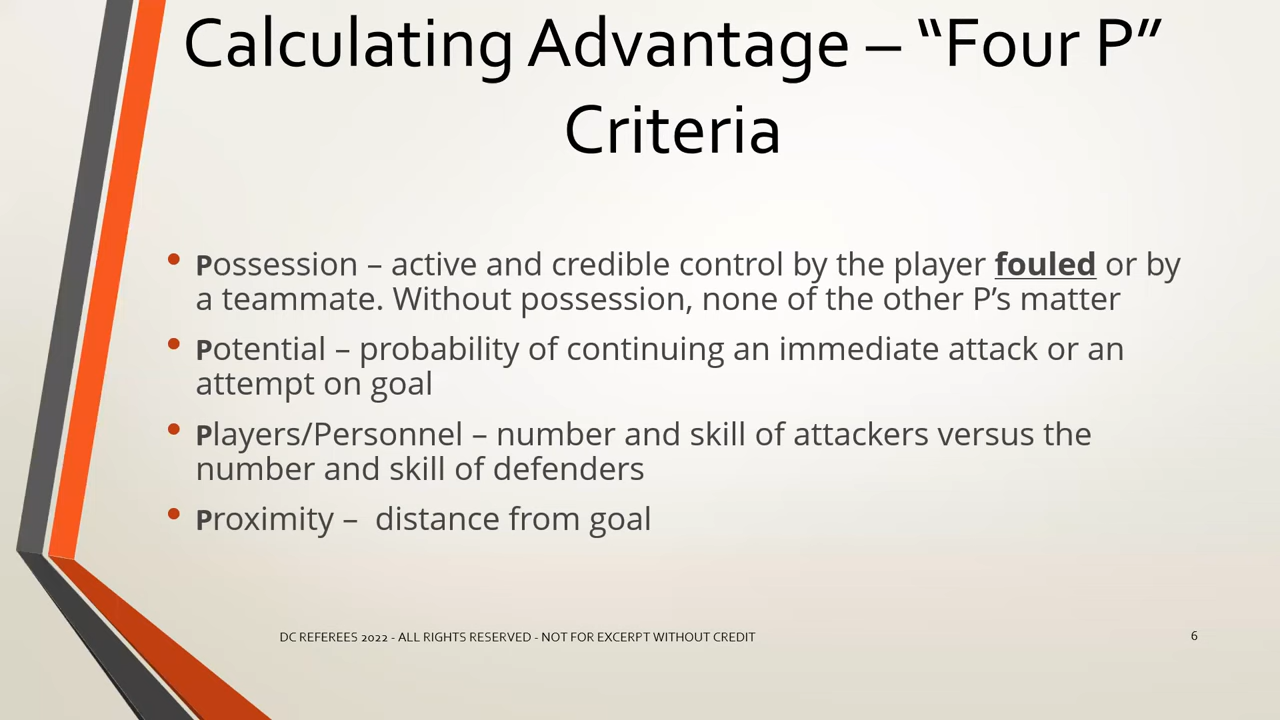 Calculating Advantage – “Four P”
Criteria
• Possession – active and credible control by the player fouled or by
a teammate. Without possession, none of the other P’s matter
• Potential – probability of continuing an immediate attack or an
attempt on goal
• Players/Personnel – number and skill of attackers versus the
number and skill of defenders
• Proximity –  distance from goal
DC REFEREES 2022 - ALL RIGHTS RESERVED - NOT FOR EXCERPT WITHOUT CREDIT
6